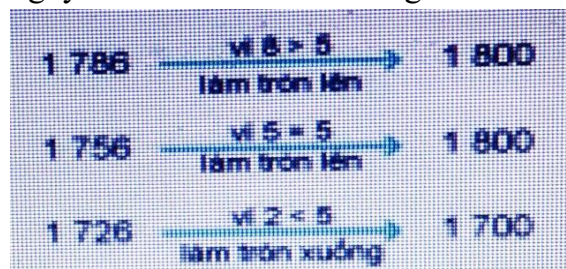 1 786 vì 8 > 5 làm tròn lên 1 800
1 756 vì 5 = 5 làm tròn lên 1 800
1 726 vì 2 < 5 làm tròn xuống 1 700